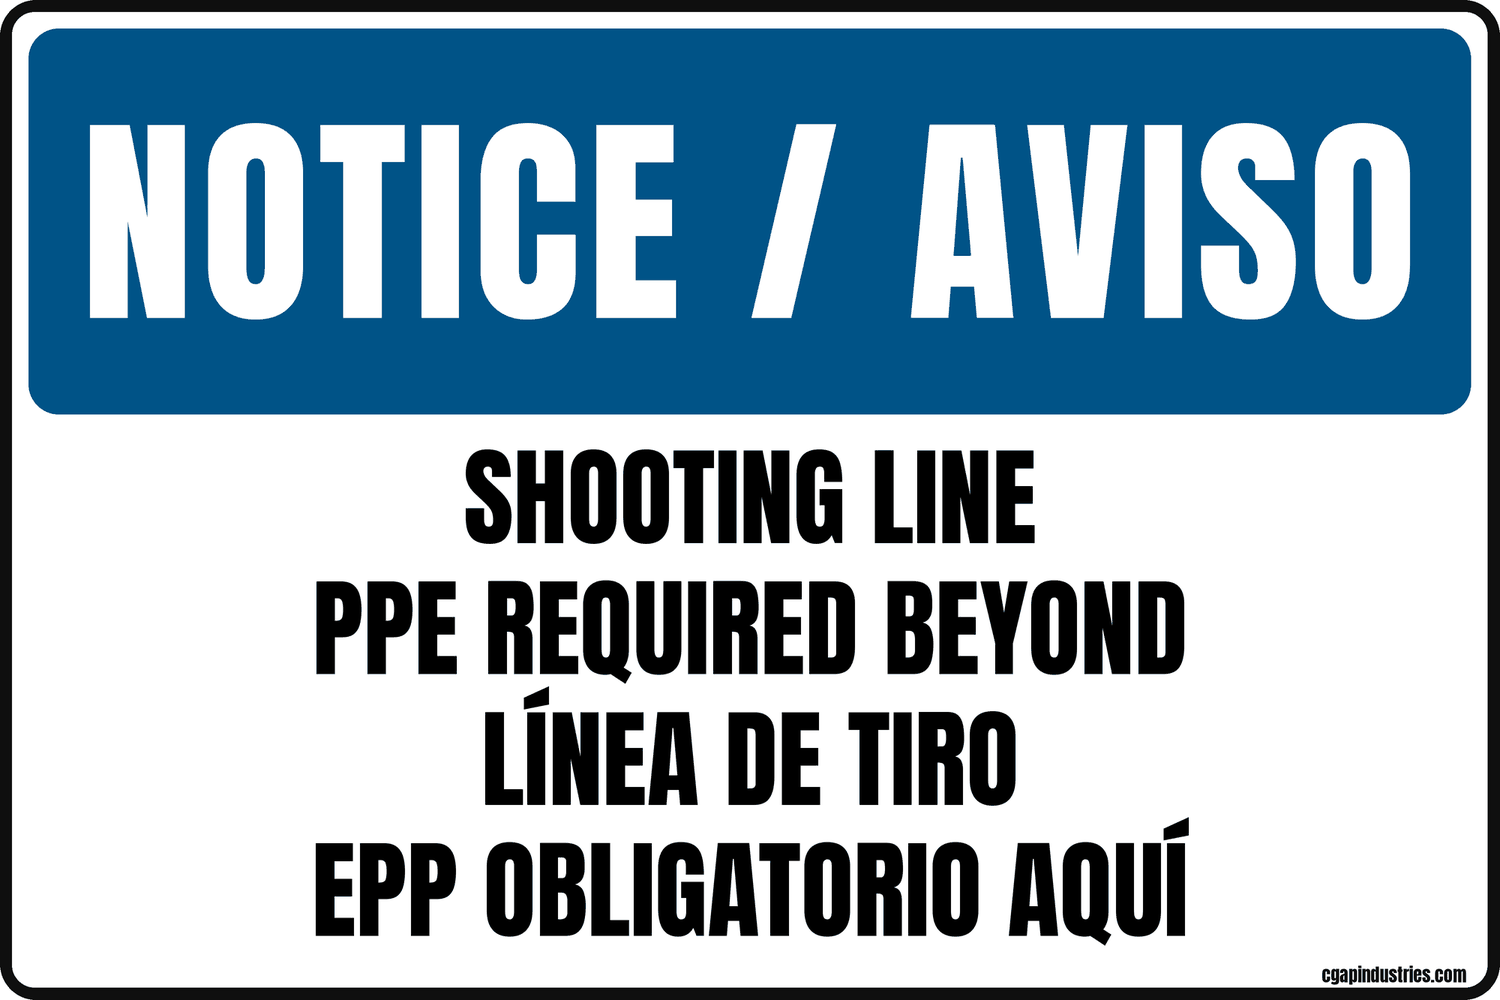 NOTICE / AVISO
SHOOTING LINE
PPE REQUIRED BEYOND
LÍNEA DE TIRO
EPP OBLIGATORIO AQUÍ
cgapindustries.com